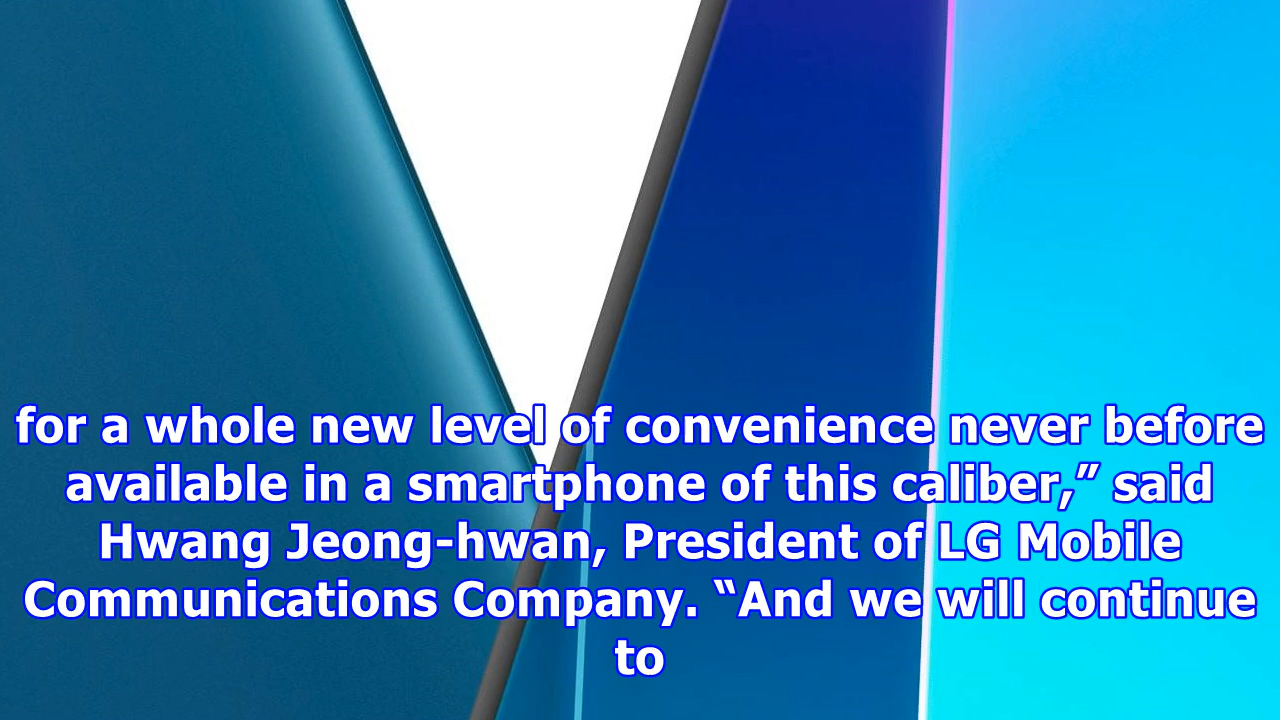 for a whole new level of convenience never before
available in a smartphone of this caliber,” said
Hwang Jeong-hwan, President of LG Mobile
Communications Company. “And we will continue
to